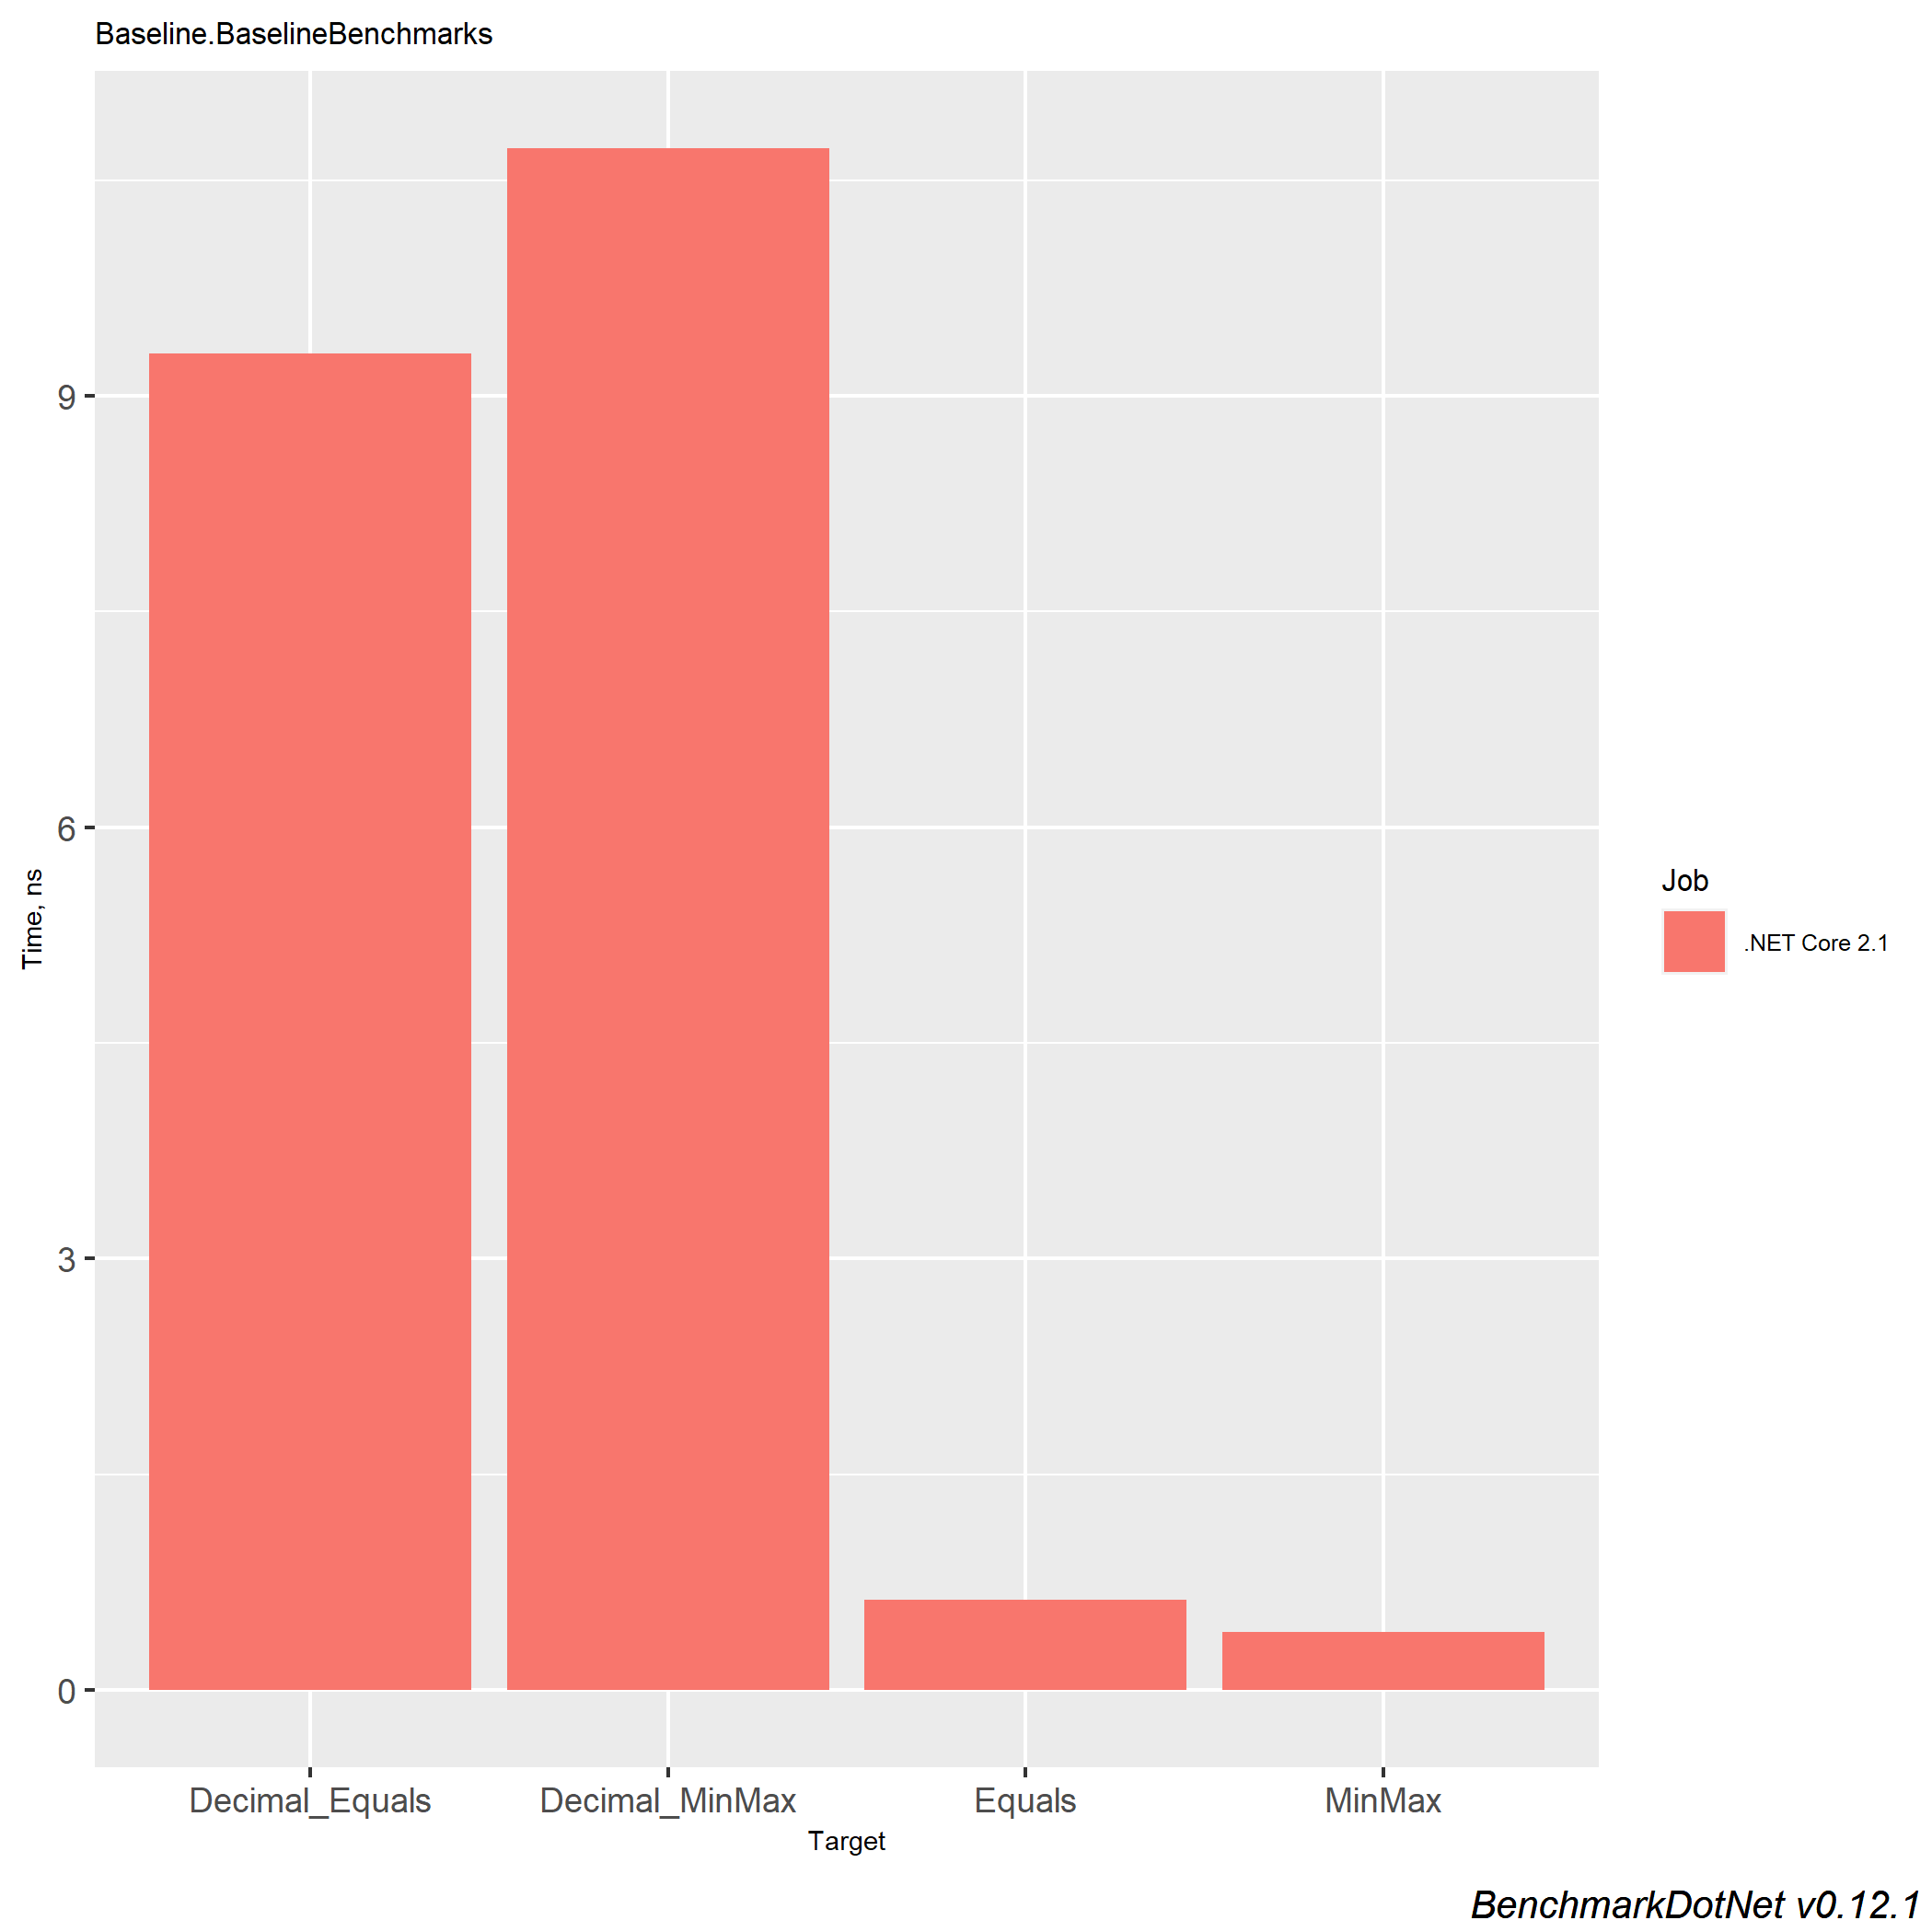 Baseline.BaselineBenchmarks
9
6
3
0
Time, ns
Decimal_Equals
Decimal_MinMax
Equals
MinMax
Target
Job
.NET Core 2.1
BenchmarkDotNet v0.12.1